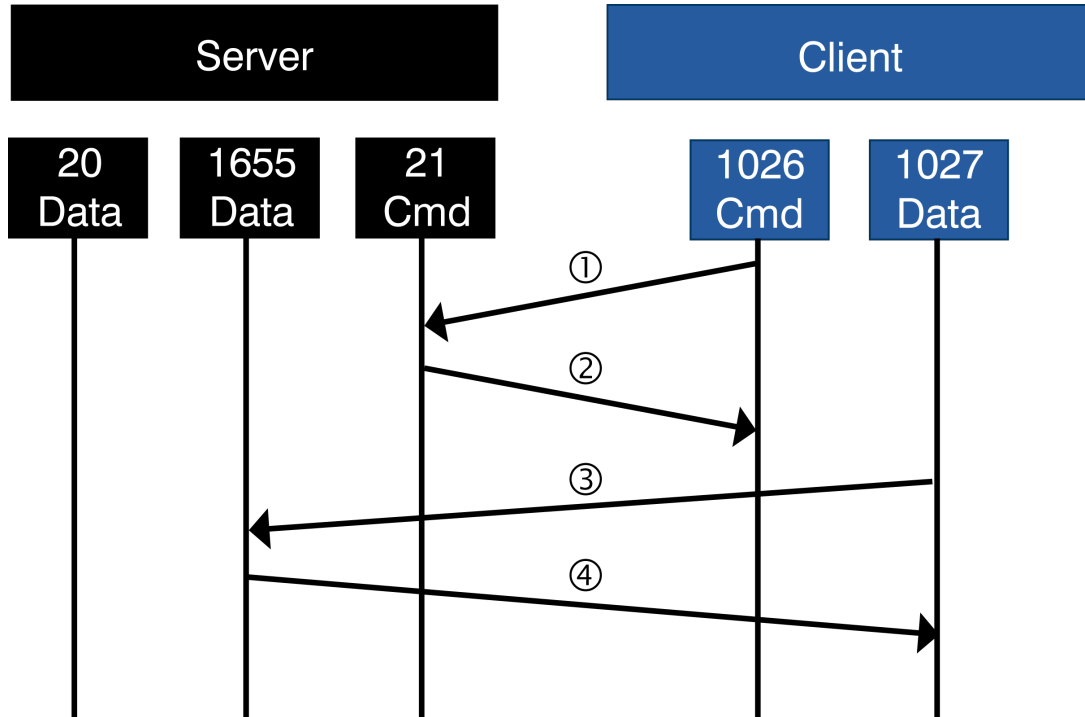 Server
Client
20
Data
1655
Data
21
Cmd
1026
Cmd
1027
Data
①
②
③
④